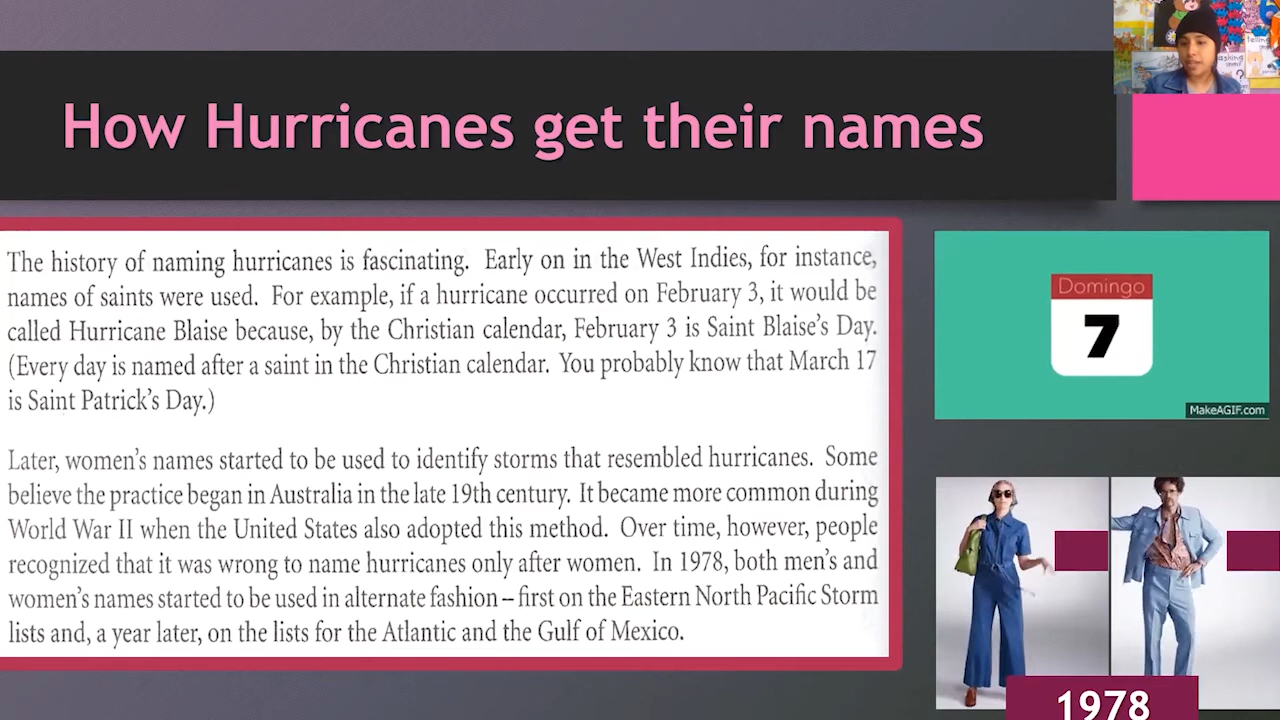 How Hurricanes get their names
The history of naming hurricanes is fascinating. Early on in the West Indies, for instance,
names of saints were used. For example, if a hurricane occurred on February 3, it would be
called Hurricane Blaise because, by the Christian calendar, February 3 is Saint Blaise's Day.
(Every day is named after a saint in the Christian calendar. You probably know that March 17
is Saint Patrick's Day.)
Later, women's names started to be used to identify storms that resembled hurricanes. Some
believe the practice began in Australia in the late 19th century. It became more common during
World War II when the United States also adopted this method. Over time, however, people
recognized that it was wrong to name hurricanes only after women. In 1978, both men's and
women's names started to be used in alternate fashion – first on the Eastern North Pacific Storm
lists and, a year later, on the lists for the Atlantic and the Gulf of Mexico.
Domingo
7
MakeAGIF.com
1978